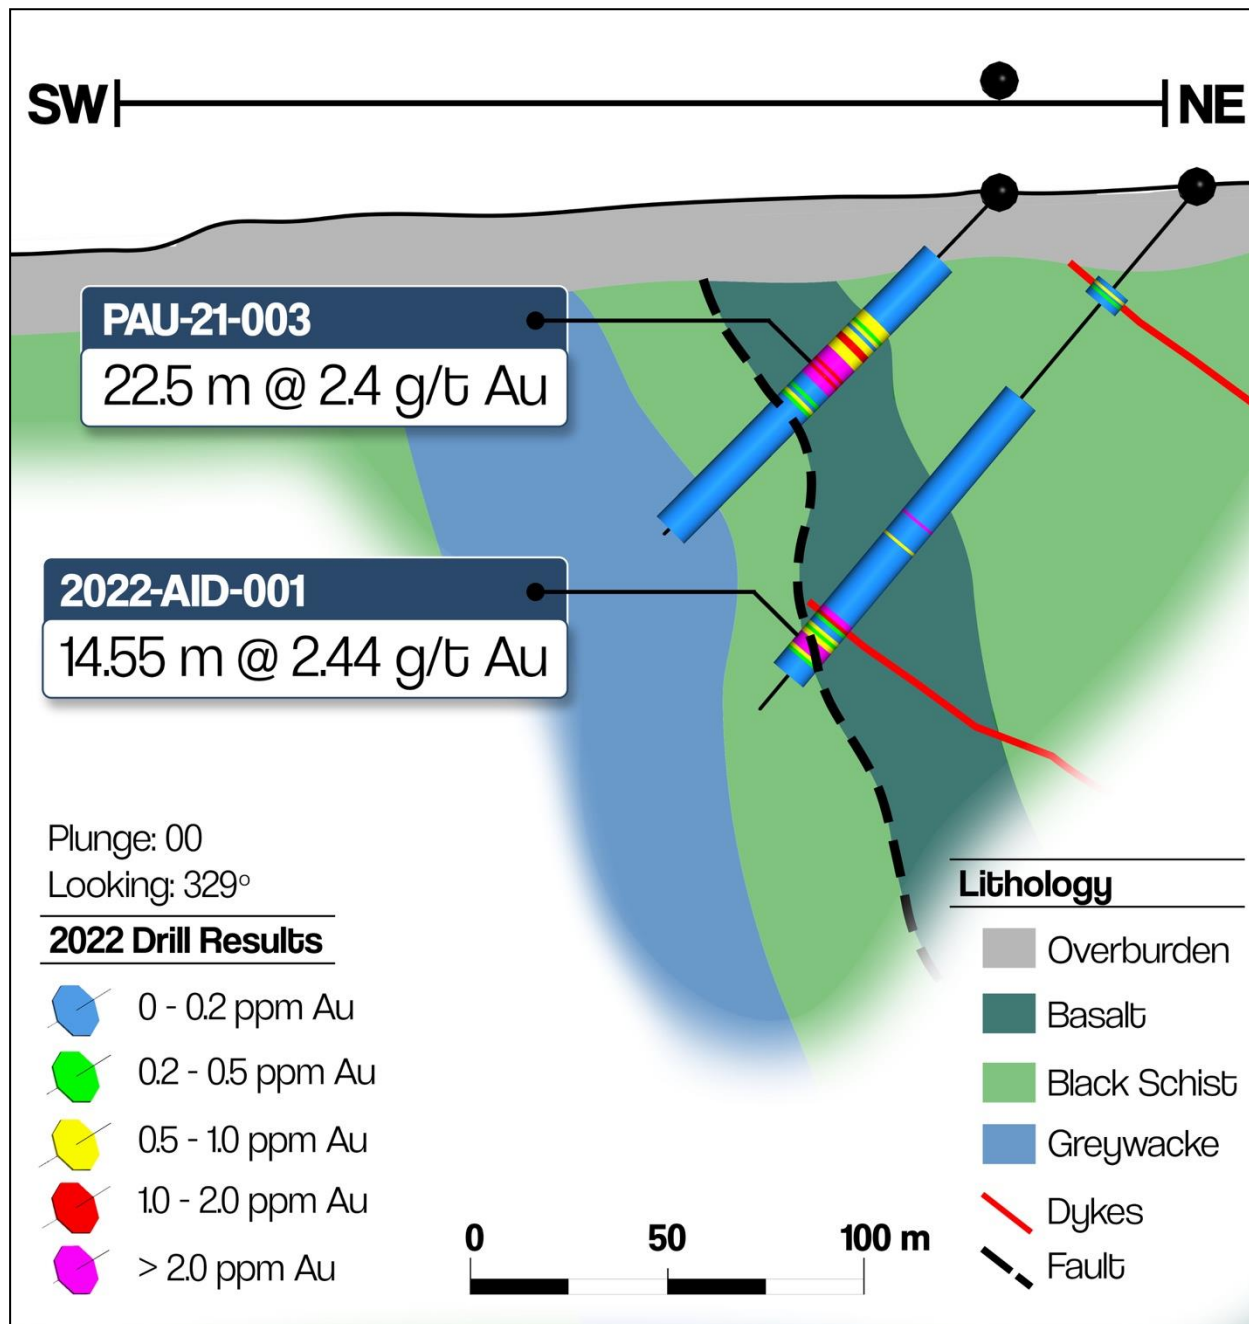 SW NE
PAU-21-003
22.5 m @ 2.4 g/t Au
2022-AID-001
14.55 m @ 2.44 g/t Au
Plunge: 00
Looking: 329º
2022 Drill Results
0 - 0.2 ppm Au
0.2 - 0.5 ppm Au
0.5 - 1.0 ppm Au
1.0 - 2.0 ppm Au
> 2.0 ppm Au
0 50 100 m
Lithology
Overburden
Basalt
Black Schist
Greywacke
Dykes
Fault